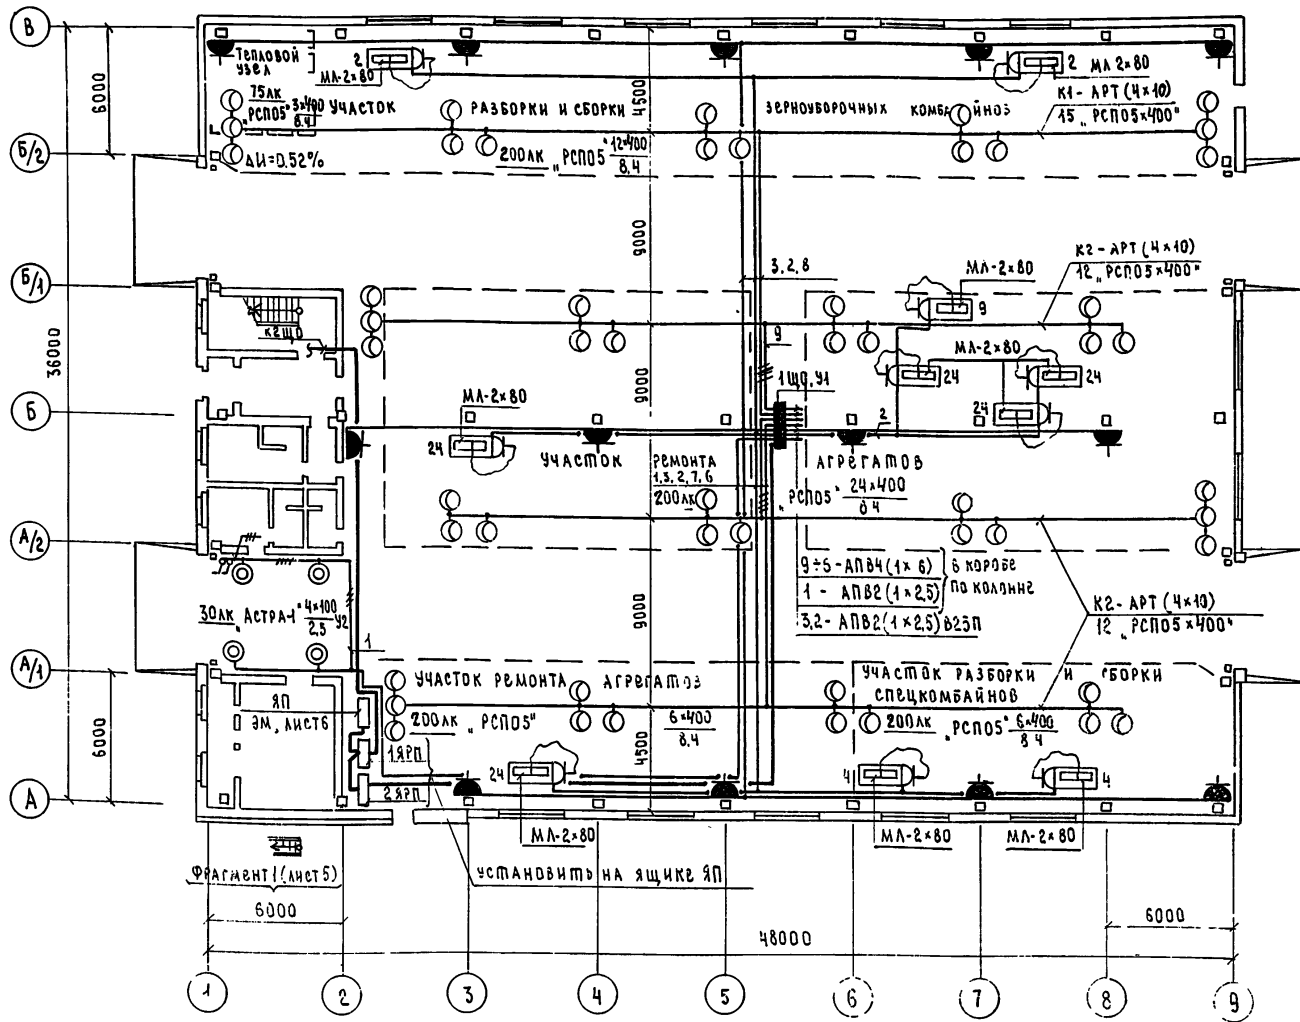 В
Б/2
Б/1
Б
А/2
А/1
А
36000
6000
6000
ТЕПЛОВОЙ
УЗЕЛ
2
МЛ-2×80
2
МЛ 2×80
75ЛК
"РСП05" 3×400
8.4
ΔИ=0.52%
УЧАСТОК РАЗБОРКИ И СБОРКИ ЗЕРНОУБОРОЧНЫХ
200ЛК "РСП05" 12×400
8.4
К1- АРТ (4×10)
15 „РСП05×400"
4500
9000
3,2,8
МЛ-2×80
К2- АРТ (4×10)
12 „РСП05×400"
К2ЩО
9
9
МЛ-2×80
24
24
24
1ЩО,У1
9000
МЛ-2×80
24
2
УЧАСТОК РЕМОНТА АГРЕГАТОВ
1,3,2,7,6
200ЛК „РСП05" 24×400
8.4
9÷5-АПВ4(1×6)
1 - АПВ2(1×2,5)
3,2- АПВ2(1×2,5)В25П
В КОРОБЕ
ПО КОЛОННЕ
К2- АРТ (4×10)
12 „РСП05×400"
30ЛК „АСТРА-1" 4×100 У2
2,5
1
9000
ЯП
ЭМ, ЛИСТ6
УЧАСТОК РЕМОНТА АГРЕГАТОВ
200ЛК „РСП05" 6×400
8.4
УЧАСТОК РАЗБОРКИ И СБОРКИ
СПЕЦКОМБАЙНОВ
200ЛК „РСП05" 6×400
8.4
4500
1ЯРП
2ЯРП
24
4
4
МЛ-2×80
МЛ-2×80
МЛ-2×80
УСТАНОВИТЬ НА ЯЩИКЕ ЯП
ФРАГМЕНТ 1 (ЛИСТ 5)
6000
6000
48000
1
2
3
4
5
6
7
8
9